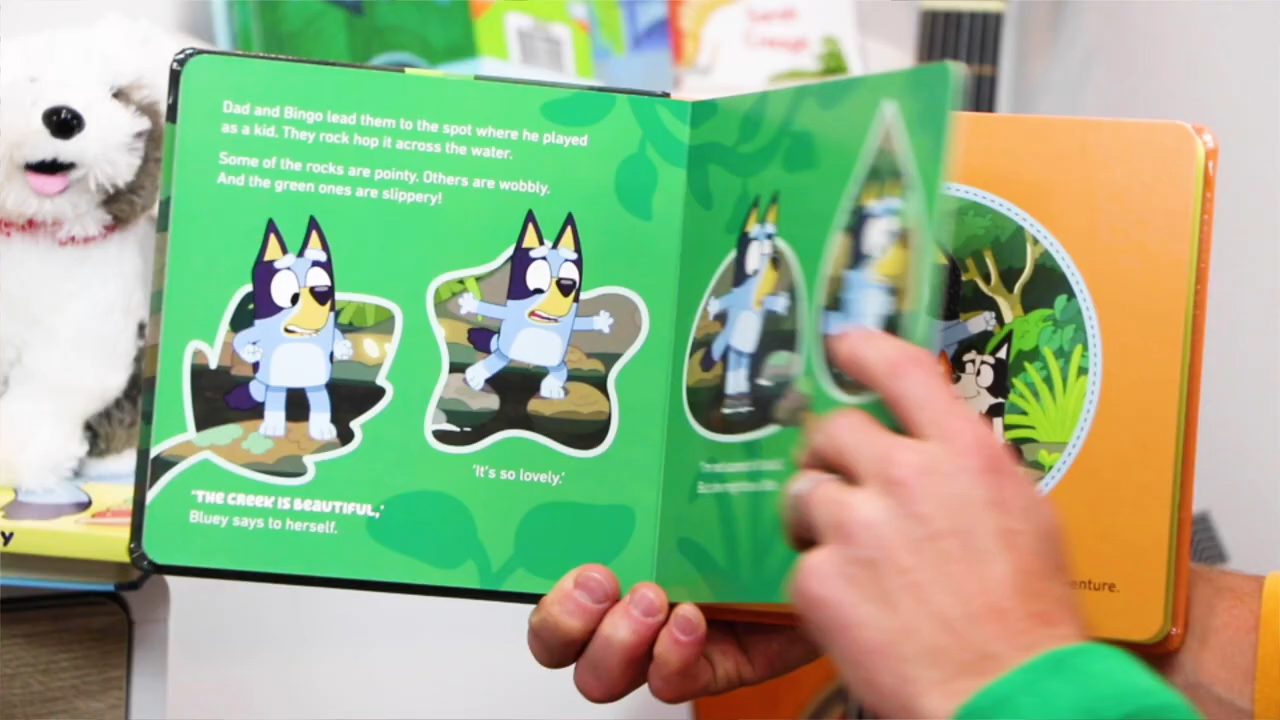 Sarah
Creagh
Dad and Bingo lead them to the spot where he played
as a kid. They rock hop it across the water.
Some of the rocks are pointy. Others are wobbly.
And the green ones are slippery!
'It's so lovely.'
'THE CREEK IS BEAUTIFUL,'
Bluey says to herself.
enture.
y